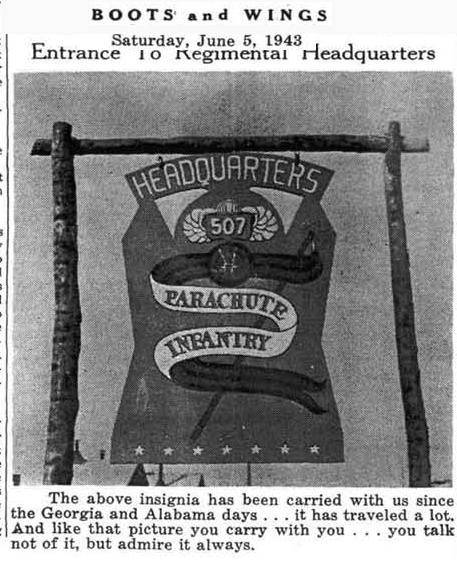 BOOTS and WINGS
Saturday, June 5, 1943
Entrance To Regimental Headquarters
HEADQUARTERS
507
PARACHUTE
INFANTRY
The above insignia has been carried with us since
the Georgia and Alabama days . . . it has traveled a lot.
And like that picture you carry with you . . . you talk
not of it, but admire it always.